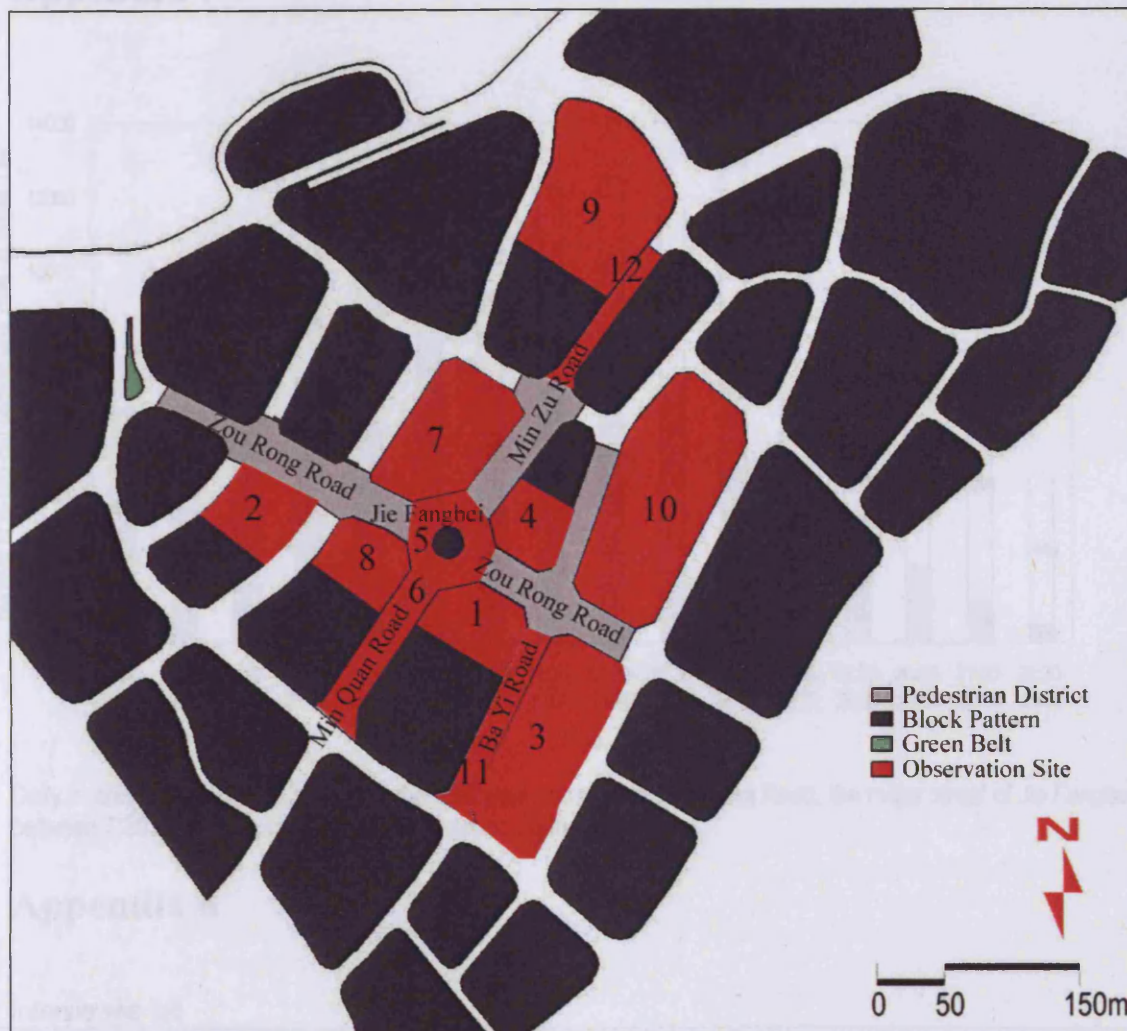 9
12
Min Zu Road
7
Zou Rong Road
2
Jie Fangbei
4
10
5
8
Zou Rong Road
6
1
Min Quan Road
Ba Yi Road
3
11
Pedestrian District
Block Pattern
Green Belt
Observation Site
N
0 50 150m